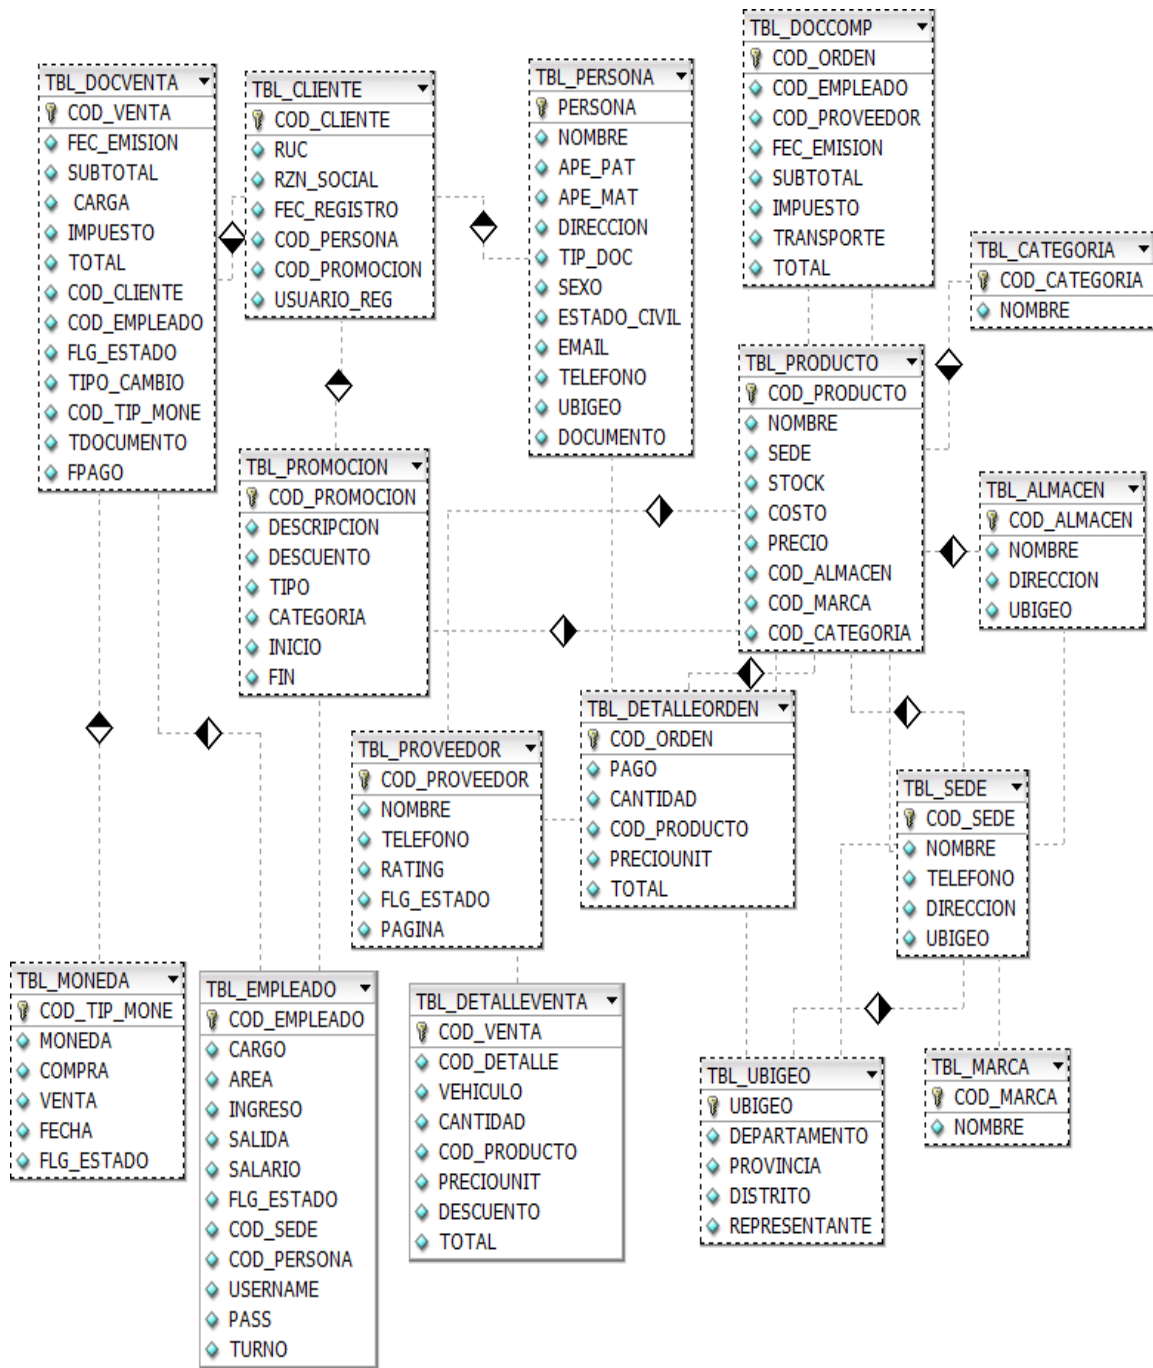 TBL_DOCVENTA
COD_VENTA
FEC_EMISION
SUBTOTAL
CARGA
IMPUESTO
TOTAL
COD_CLIENTE
COD_EMPLEADO
FLG_ESTADO
TIPO_CAMBIO
COD_TIP_MONE
TDOCUMENTO
FPAGO
TBL_CLIENTE
COD_CLIENTE
RUC
RZN_SOCIAL
FEC_REGISTRO
COD_PERSONA
COD_PROMOCION
USUARIO_REG
TBL_PERSONA
PERSONA
NOMBRE
APE_PAT
APE_MAT
DIRECCION
TIP_DOC
SEXO
ESTADO_CIVIL
EMAIL
TELEFONO
UBIGEO
DOCUMENTO
TBL_DOCCOMP
COD_ORDEN
COD_EMPLEADO
COD_PROVEEDOR
FEC_EMISION
SUBTOTAL
IMPUESTO
TRANSPORTE
TOTAL
TBL_CATEGORIA
COD_CATEGORIA
NOMBRE
TBL_PRODUCTO
COD_PRODUCTO
NOMBRE
SEDE
STOCK
COSTO
PRECIO
COD_ALMACEN
COD_MARCA
COD_CATEGORIA
TBL_PROMOCION
COD_PROMOCION
DESCRIPCION
DESCUENTO
TIPO
CATEGORIA
INICIO
FIN
TBL_ALMACEN
COD_ALMACEN
NOMBRE
DIRECCION
UBIGEO
TBL_DETALLEORDEN
COD_ORDEN
PAGO
CANTIDAD
COD_PRODUCTO
PRECIOUNIT
TOTAL
TBL_PROVEEDOR
COD_PROVEEDOR
NOMBRE
TELEFONO
RATING
FLG_ESTADO
PAGINA
TBL_SEDE
COD_SEDE
NOMBRE
TELEFONO
DIRECCION
UBIGEO
TBL_MONEDA
COD_TIP_MONE
MONEDA
COMPRA
VENTA
FECHA
FLG_ESTADO
TBL_EMPLEADO
COD_EMPLEADO
CARGO
AREA
INGRESO
SALIDA
SALARIO
FLG_ESTADO
COD_SEDE
COD_PERSONA
USERNAME
PASS
TURNO
TBL_DETALLEVENTA
COD_VENTA
COD_DETALLE
VEHICULO
CANTIDAD
COD_PRODUCTO
PRECIOUNIT
DESCUENTO
TOTAL
TBL_UBIGEO
UBIGEO
DEPARTAMENTO
PROVINCIA
DISTRITO
REPRESENTANTE
TBL_MARCA
COD_MARCA
NOMBRE